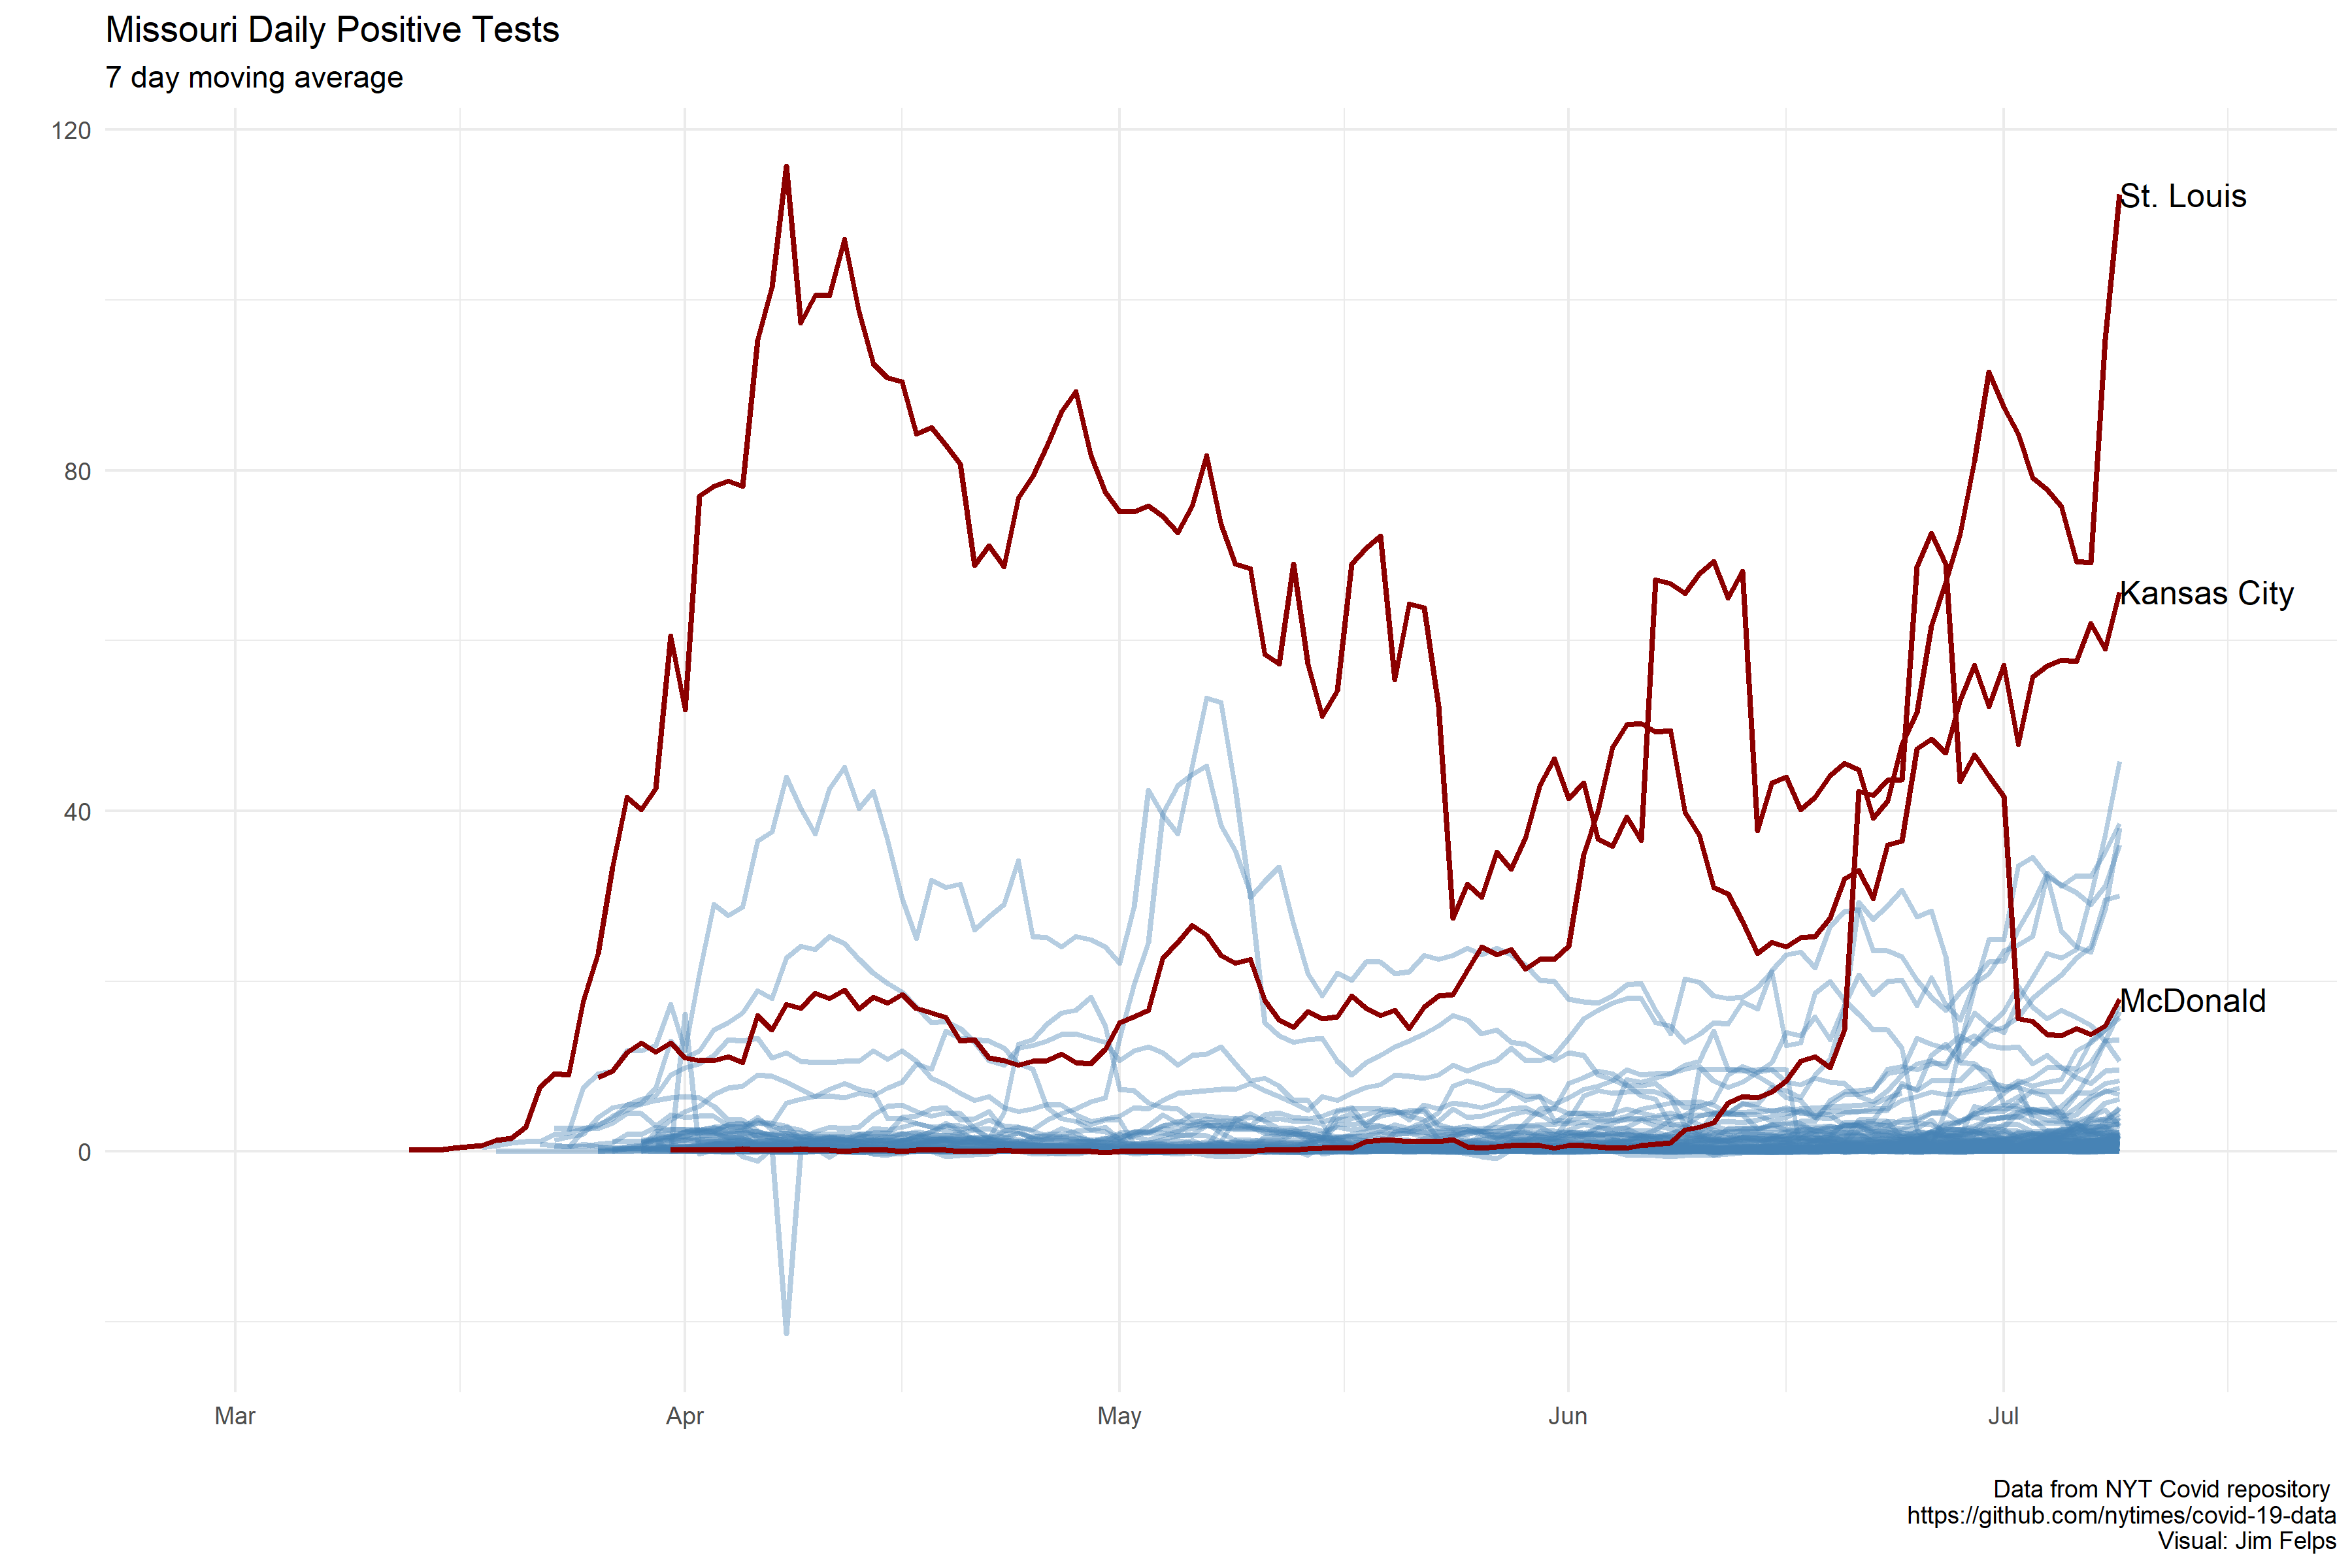 Missouri Daily Positive Tests
7 day moving average
120
80
40
0
St. Louis
Kansas City
McDonald
Mar
Apr
May
Jun
Jul
Data from NYT Covid repository
https://github.com/nytimes/covid-19-data
Visual: Jim Felps